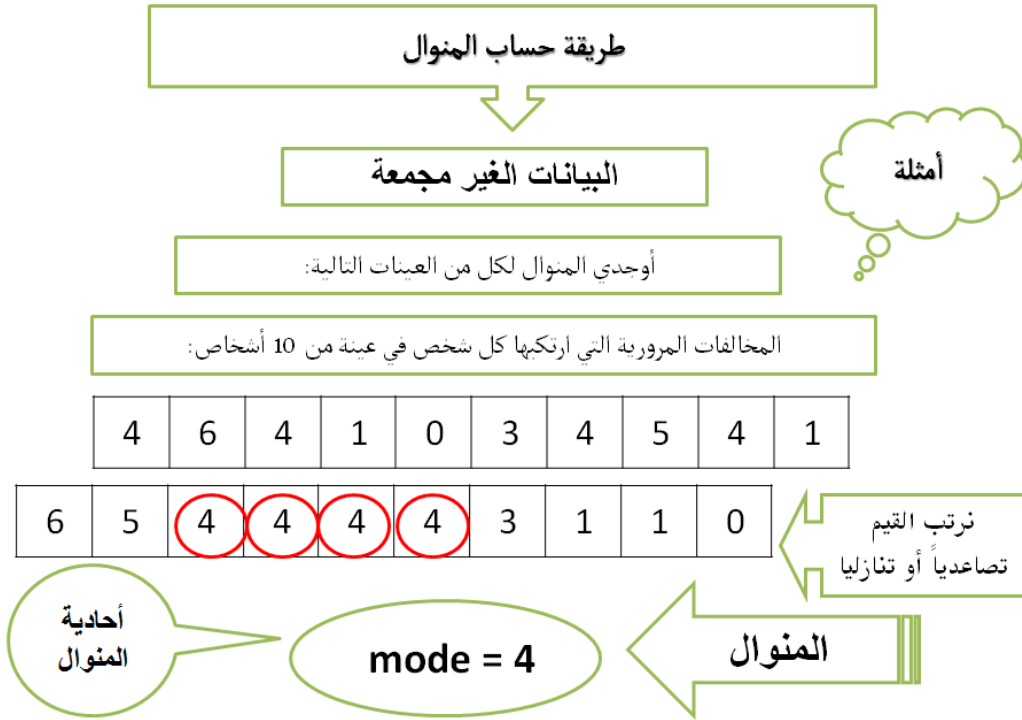 طريقة حساب المنوال
أمثلة
البيانات الغير مجمعة
أوجدي المنوال لكل من العينات التالية:
المخالفات المرورية التي ارتكبها كل شخص في عينة من 10 أشخاص:
4 6 4 1 0 3 4 5 4 1
6 5 4 4 4 4 3 1 1 0
نرتب القيم
تصاعدياً أو تنازليا
المنوال
mode = 4
أحادية
المنوال